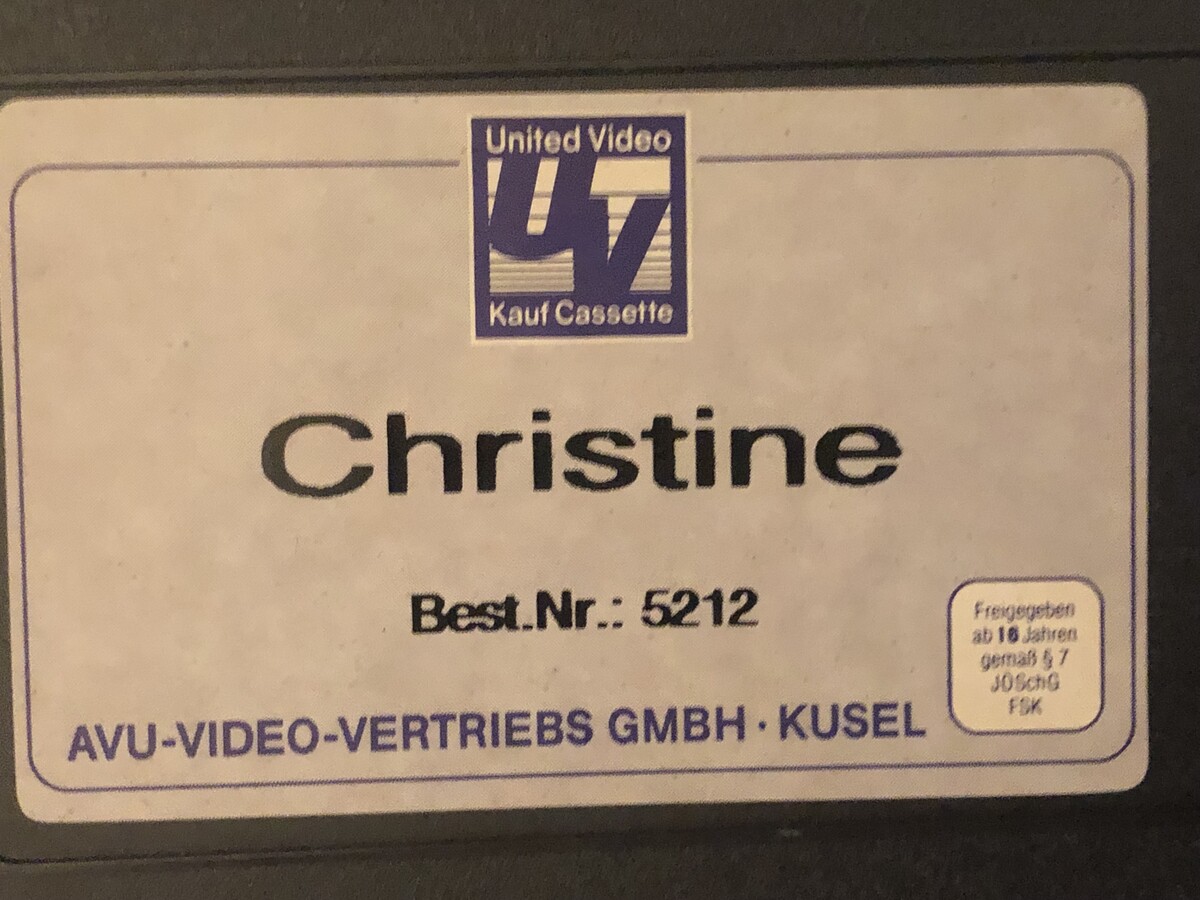 United Video
UV
Kauf Cassette
Christine
Best.Nr.: 5212
Freigegeben
ab 16 Jahren
gemäß § 7
JÖSchG
FSK
AVU-VIDEO-VERTRIEBS GMBH · KUSEL